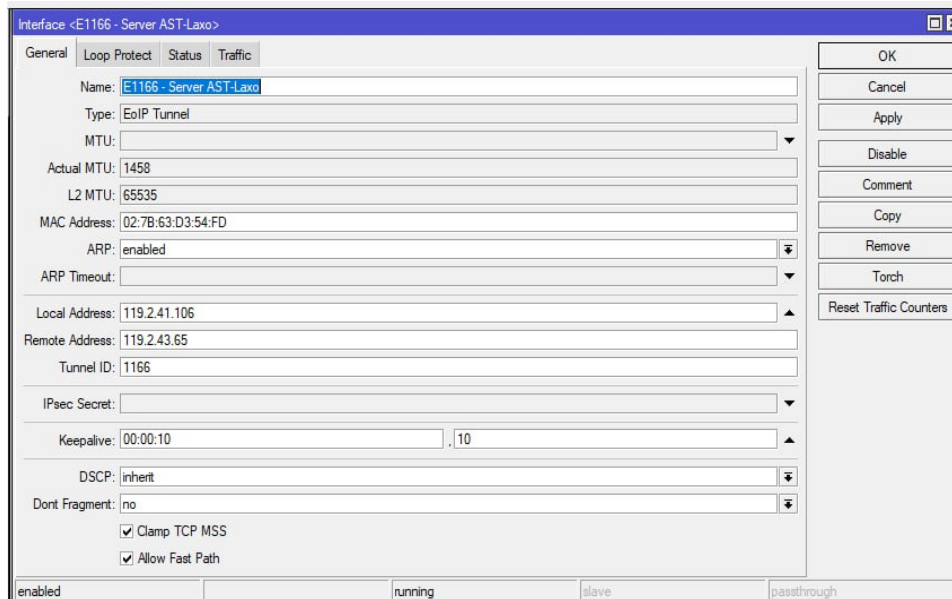 Interface <E1166 - Server AST-Laxo>
General Loop Protect Status Traffic
Name: E1166 - Server AST-Laxo
Type: EoIP Tunnel
MTU:
Actual MTU: 1458
L2 MTU: 65535
MAC Address: 02:7B:63:D3:54:FD
ARP: enabled
ARP Timeout:
Local Address: 119.2.41.106
Remote Address: 119.2.43.65
Tunnel ID: 1166
IPsec Secret:
Keepalive: 00:00:10 , 10
DSCP: inherit
Dont Fragment: no
Clamp TCP MSS
Allow Fast Path
OK
Cancel
Apply
Disable
Comment
Copy
Remove
Torch
Reset Traffic Counters
enabled running slave passthrough